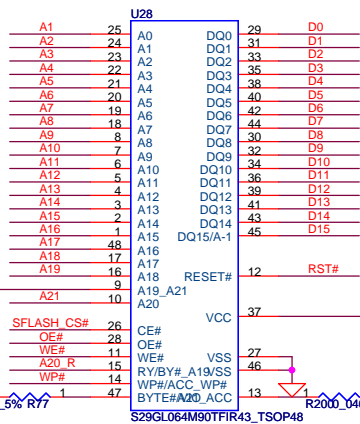 U28
A1 25 A0 DQ0 29 D0
A2 24 A1 DQ1 31 D1
A3 23 A2 DQ2 33 D2
A4 22 A3 DQ3 35 D3
A5 21 A4 DQ4 38 D4
A6 20 A5 DQ5 40 D5
A7 19 A6 DQ6 42 D6
A8 18 A7 DQ7 44 D7
A9 8 A8 DQ8 30 D8
A10 7 A9 DQ9 32 D9
A11 6 A10 DQ10 34 D10
A12 5 A11 DQ11 36 D11
A13 4 A12 DQ12 39 D12
A14 3 A13 DQ13 41 D13
A15 2 A14 DQ14 43 D14
A16 1 A15 DQ15/A-1 45 D15
A17 48 A16
A18 17 A17
A19 16 A18 RESET# 12 RST#
9 A19_A21
A21 10 A20
VCC 37
SFLASH_CS# 26 CE#
OE# 28 OE#
WE# 11 WE# VSS 27
A20_R 15 RY/BY#_A19 VSS 46
WP# 14 WP#/ACC_WP#
_5% R77 1 47 BYTE# A20_ACC 13 1 R200
S29GL064M90TFIR43_TSOP48